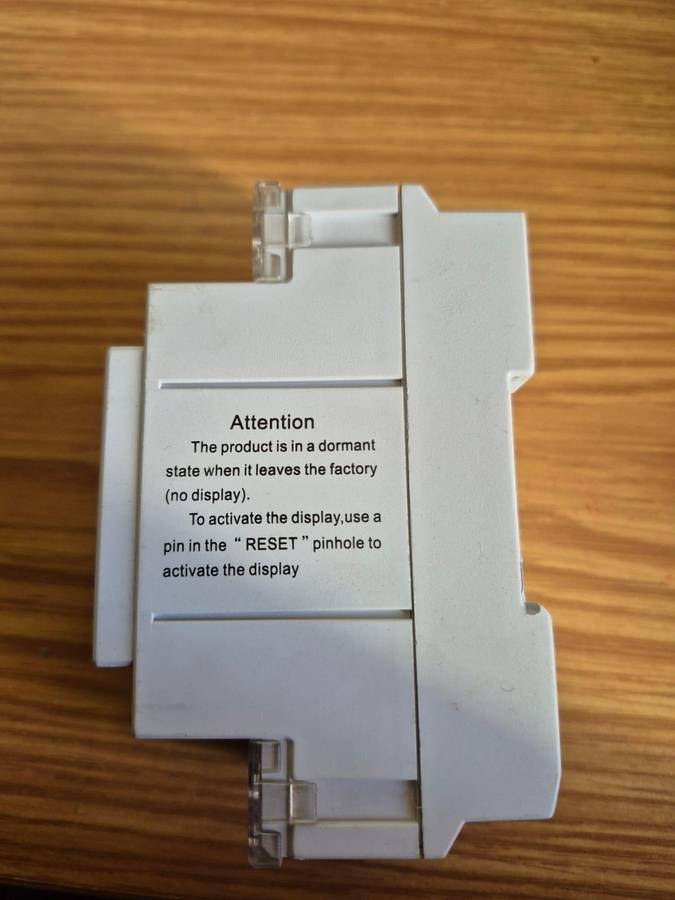 Attention
The product is in a dormant
state when it leaves the factory
(no display).
To activate the display,use a
pin in the “ RESET ” pinhole to
activate the display